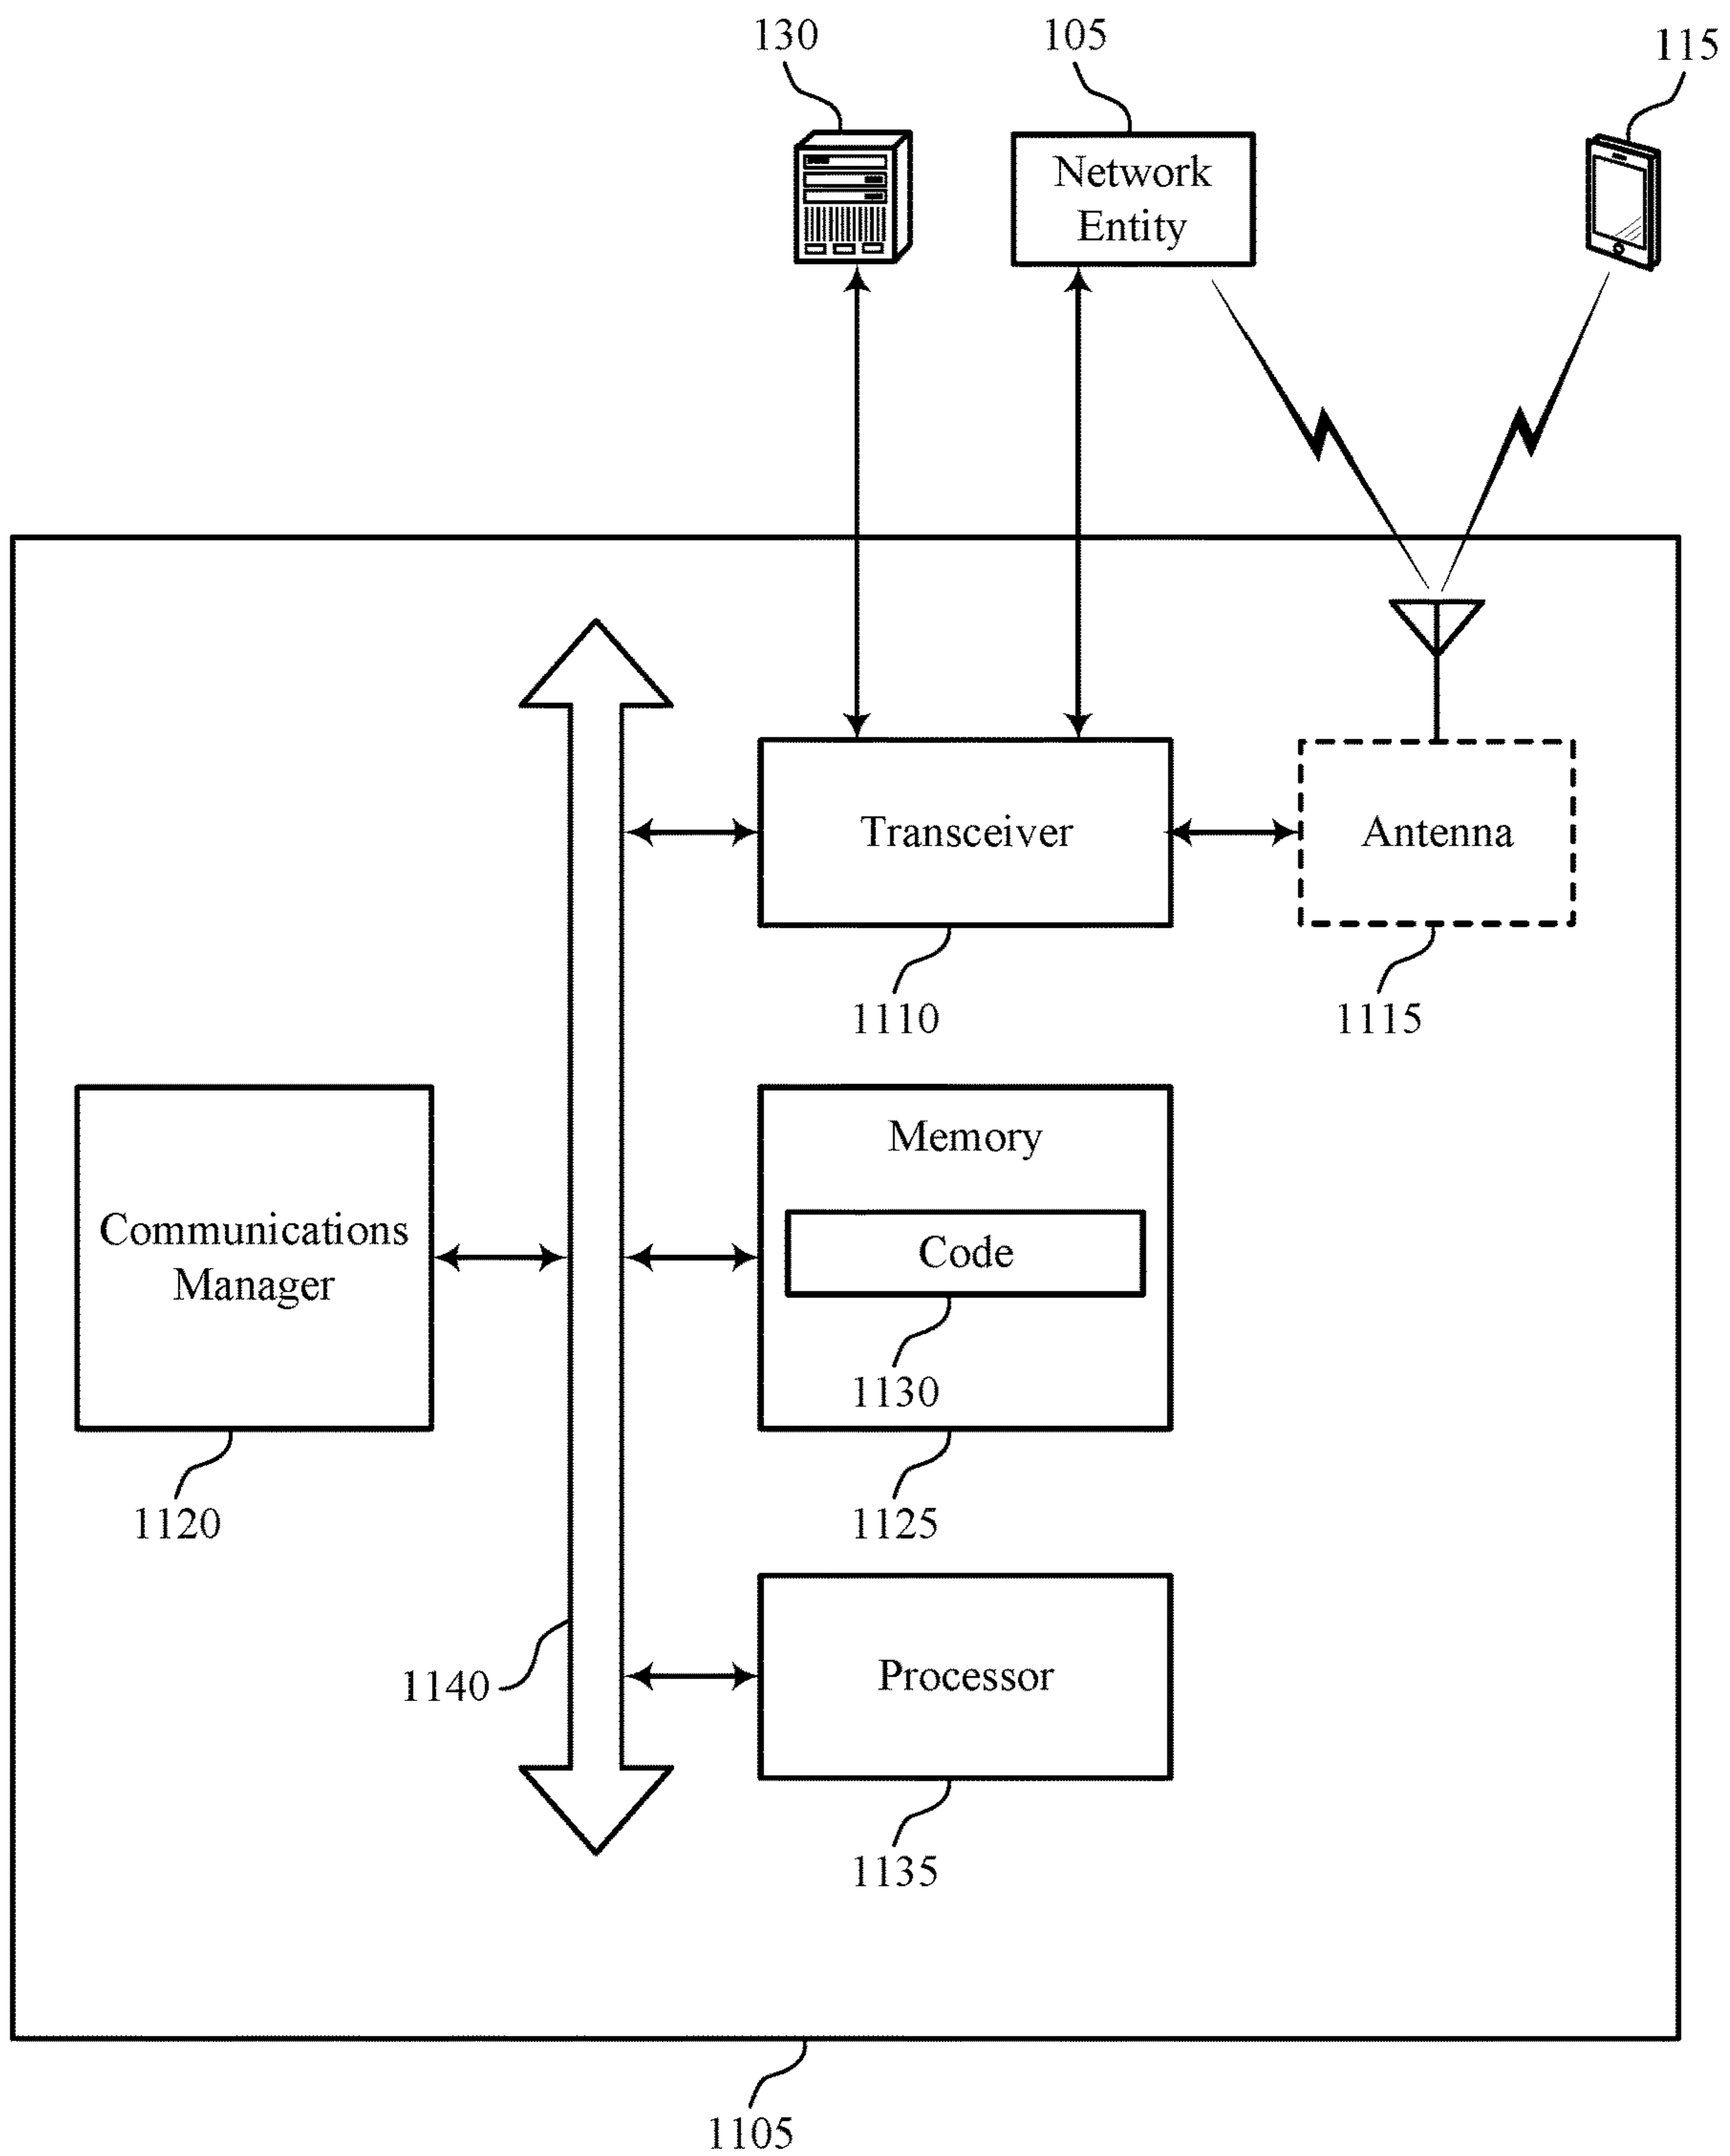 130
105
115
Network
Entity
Transceiver
Antenna
1110
1115
Memory
Communications
Manager
Code
1130
1120
1125
Processor
1140
1135
1105